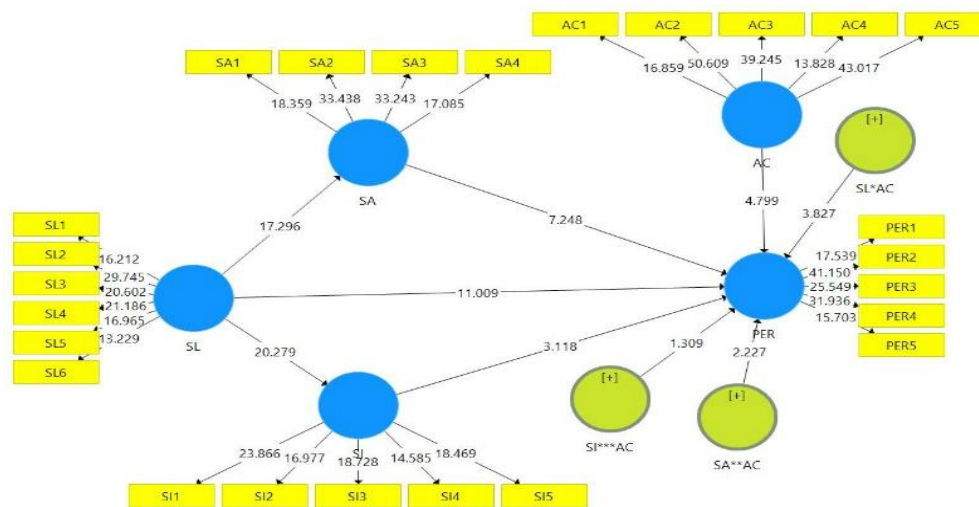 AC1 AC2 AC3 AC4 AC5
16.859 50.609 39.245 13.828 43.017
AC
SA1 SA2 SA3 SA4
18.359 33.438 33.243 17.085
SA
[+]
SL*AC
17.296
7.248
4.799
3.827
SL1
SL2
SL3
SL4
SL5
SL6
16.212
29.745
20.602
21.186
16.965
13.229
SL
11.009
20.279
3.118
PER1
PER2
PER3
PER4
PER5
17.539
41.150
25.549
31.936
15.703
PER
1.309
2.227
[+]
SI***AC
[+]
SA**AC
SI
23.866 16.977 18.728 14.585 18.469
SI1 SI2 SI3 SI4 SI5